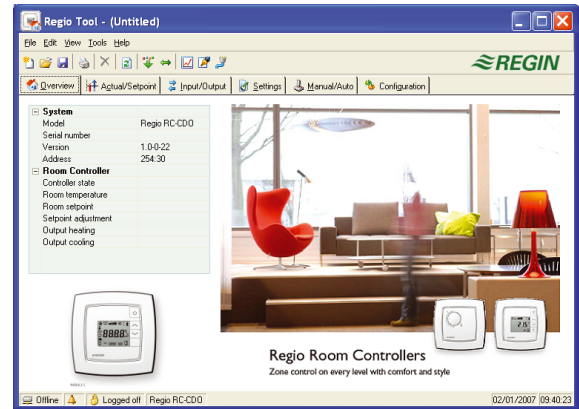 Regio Tool - (Untitled)
File Edit View Tools Help
REGIN
Overview Actual/Setpoint Input/Output Settings Manual/Auto Configuration
System
Model Regio RC-CDO
Serial number
Version 1.0-0-22
Address 254:30
Room Controller
Controller state
Room temperature
Room setpoint
Setpoint adjustment
Output heating
Output cooling
Regio Room Controllers
Zone control on every level with comfort and style
Offline Logged off Regio RC-CDO 02/01/2007 09:40:23